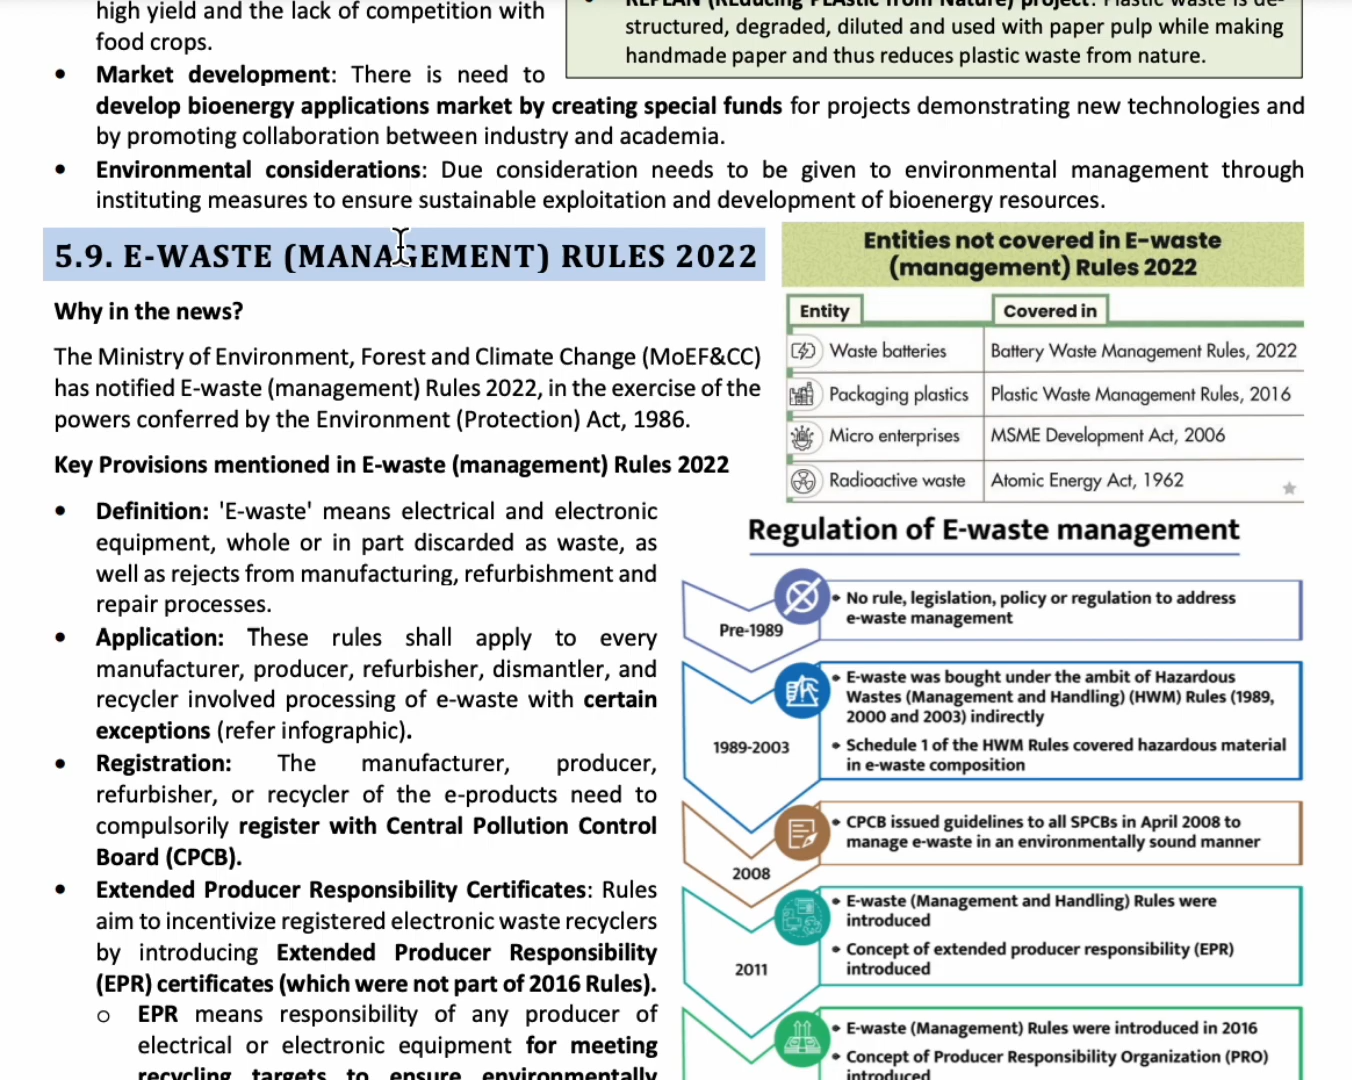 high yield and the lack of competition with
food crops.
• Market development: There is need to
develop bioenergy applications market by creating special funds for projects demonstrating new technologies and
by promoting collaboration between industry and academia.
• Environmental considerations: Due consideration needs to be given to environmental management through
instituting measures to ensure sustainable exploitation and development of bioenergy resources.
• REPLAN (REducing PLAstic from Nature) project: Plastic waste is de-
structured, degraded, diluted and used with paper pulp while making
handmade paper and thus reduces plastic waste from nature.
5.9. E-WASTE (MANAGEMENT) RULES 2022
Why in the news?
The Ministry of Environment, Forest and Climate Change (MoEF&CC)
has notified E-waste (management) Rules 2022, in the exercise of the
powers conferred by the Environment (Protection) Act, 1986.
Key Provisions mentioned in E-waste (management) Rules 2022
• Definition: 'E-waste' means electrical and electronic
equipment, whole or in part discarded as waste, as
well as rejects from manufacturing, refurbishment and
repair processes.
• Application: These rules shall apply to every
manufacturer, producer, refurbisher, dismantler, and
recycler involved processing of e-waste with certain
exceptions (refer infographic).
• Registration: The manufacturer, producer,
refurbisher, or recycler of the e-products need to
compulsorily register with Central Pollution Control
Board (CPCB).
• Extended Producer Responsibility Certificates: Rules
aim to incentivize registered electronic waste recyclers
by introducing Extended Producer Responsibility
(EPR) certificates (which were not part of 2016 Rules).
o EPR means responsibility of any producer of
electrical or electronic equipment for meeting
recycling targets to ensure environmentally
Entities not covered in E-waste
(management) Rules 2022
Entity Covered in
Waste batteries Battery Waste Management Rules, 2022
Packaging plastics Plastic Waste Management Rules, 2016
Micro enterprises MSME Development Act, 2006
Radioactive waste Atomic Energy Act, 1962
Regulation of E-waste management
Pre-1989
• No rule, legislation, policy or regulation to address
e-waste management
1989-2003
• E-waste was bought under the ambit of Hazardous
Wastes (Management and Handling) (HWM) Rules (1989,
2000 and 2003) indirectly
• Schedule 1 of the HWM Rules covered hazardous material
in e-waste composition
2008
• CPCB issued guidelines to all SPCBs in April 2008 to
manage e-waste in an environmentally sound manner
2011
• E-waste (Management and Handling) Rules were
introduced
• Concept of extended producer responsibility (EPR)
introduced
• E-waste (Management) Rules were introduced in 2016
• Concept of Producer Responsibility Organization (PRO)
introduced